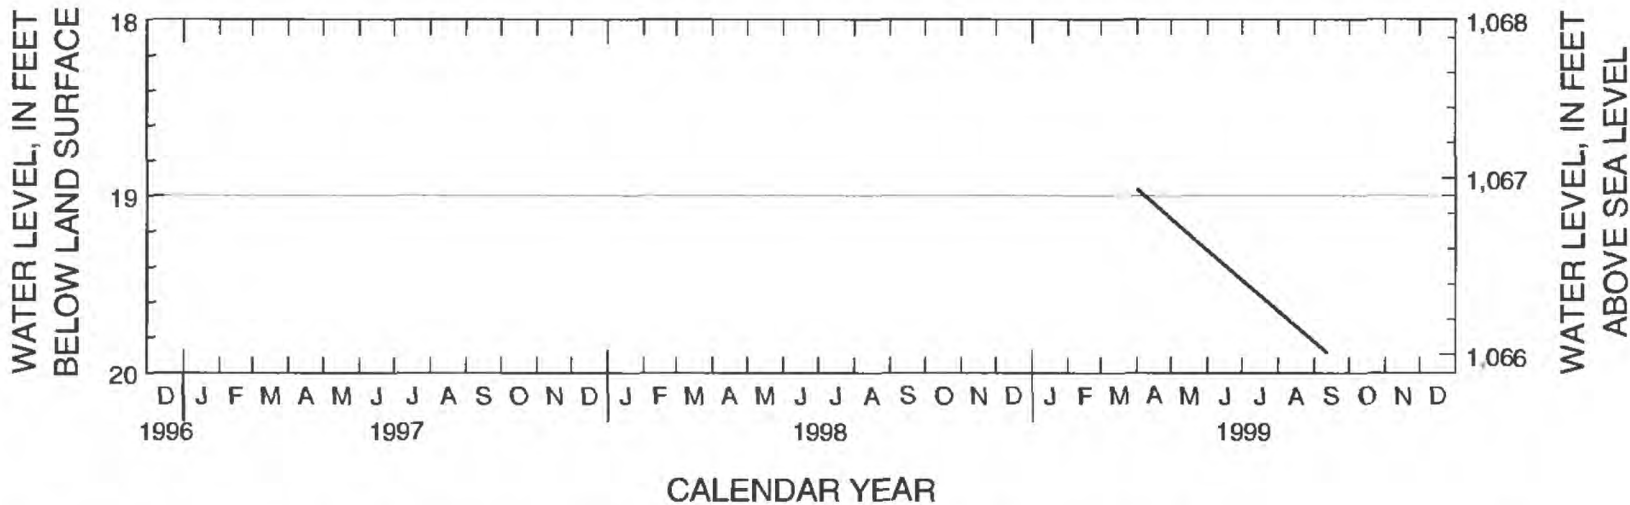 WATER LEVEL, IN FEET
BELOW LAND SURFACE
18
19
20
1,068
1,067
1,066
WATER LEVEL, IN FEET
ABOVE SEA LEVEL
D J F M A M J J A S O N D J F M A M J J A S O N D J F M A M J J A S O N D
1996 1997 1998 1999
CALENDAR YEAR